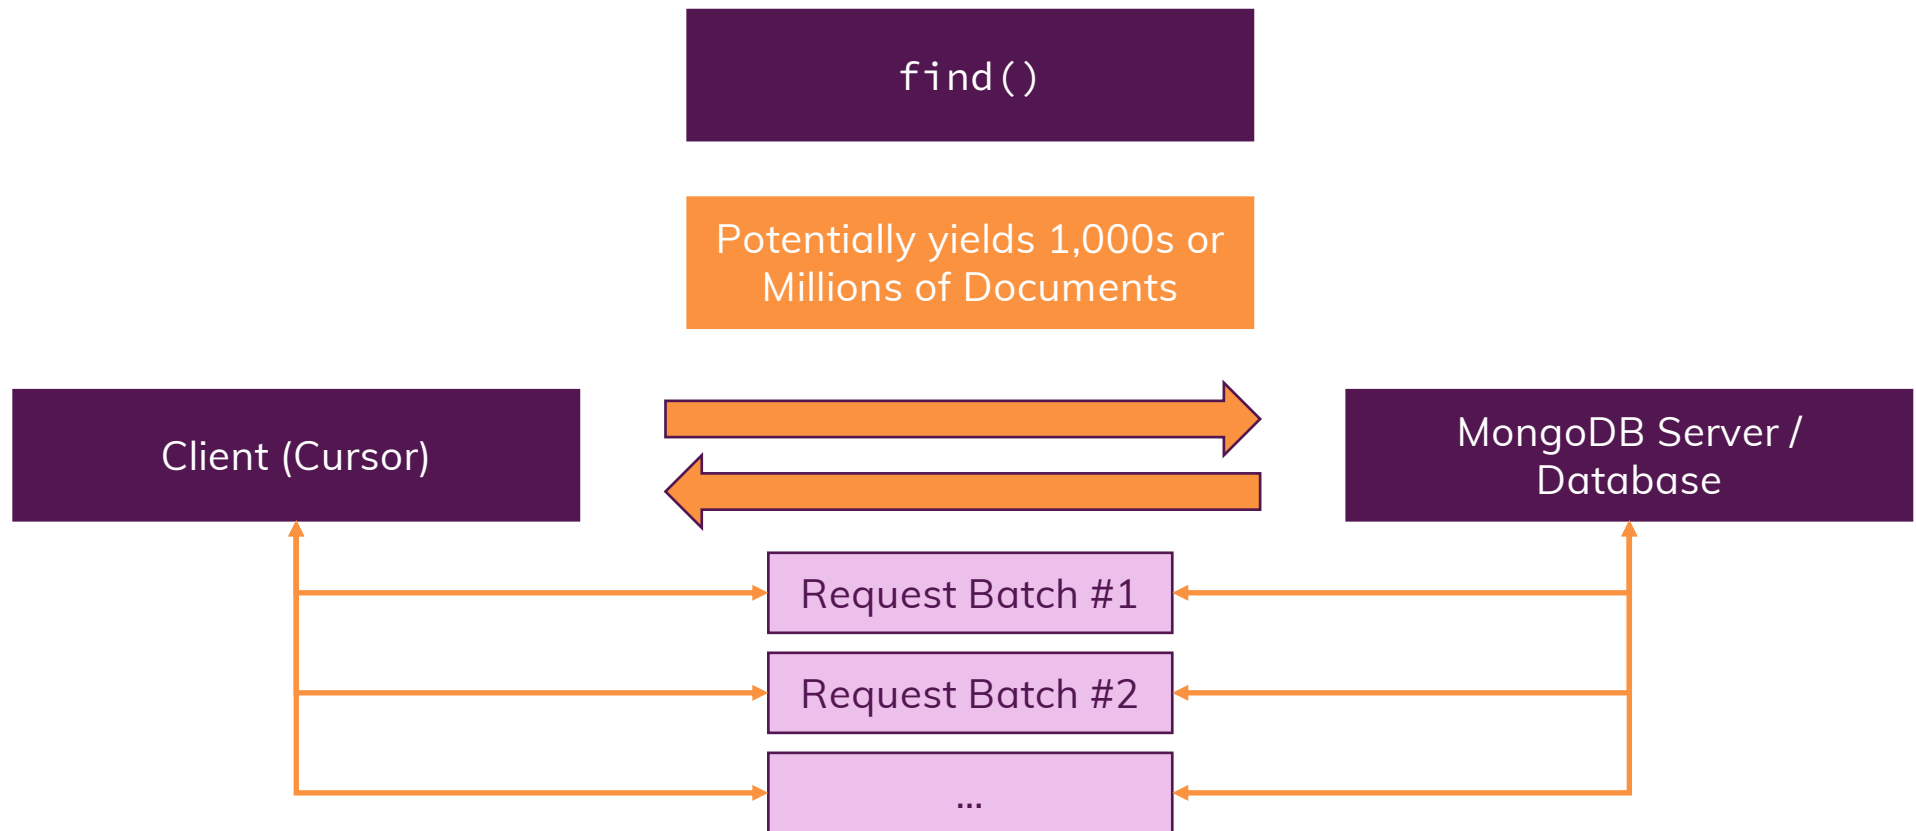 find()
Potentially yields 1,000s or
Millions of Documents
Client (Cursor)
MongoDB Server /
Database
Request Batch #1
Request Batch #2
...